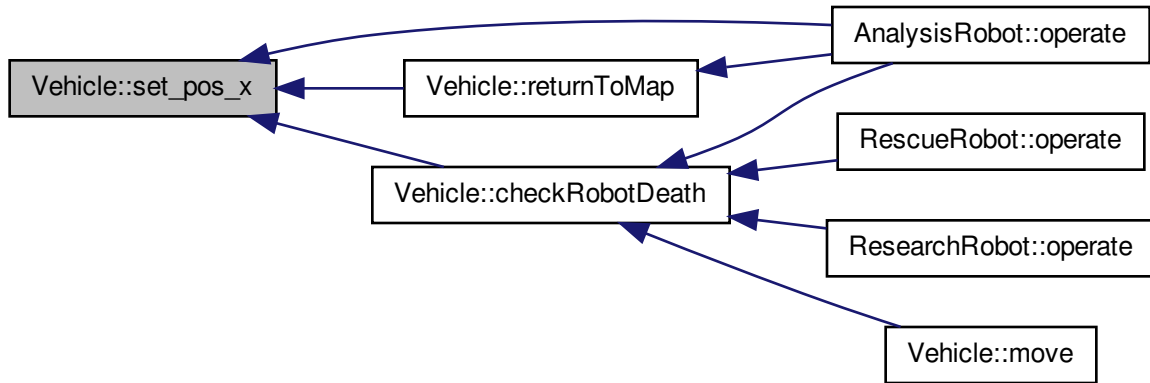 AnalysisRobot::operate
Vehicle::set_pos_x
Vehicle::returnToMap
RescueRobot::operate
Vehicle::checkRobotDeath
ResearchRobot::operate
Vehicle::move